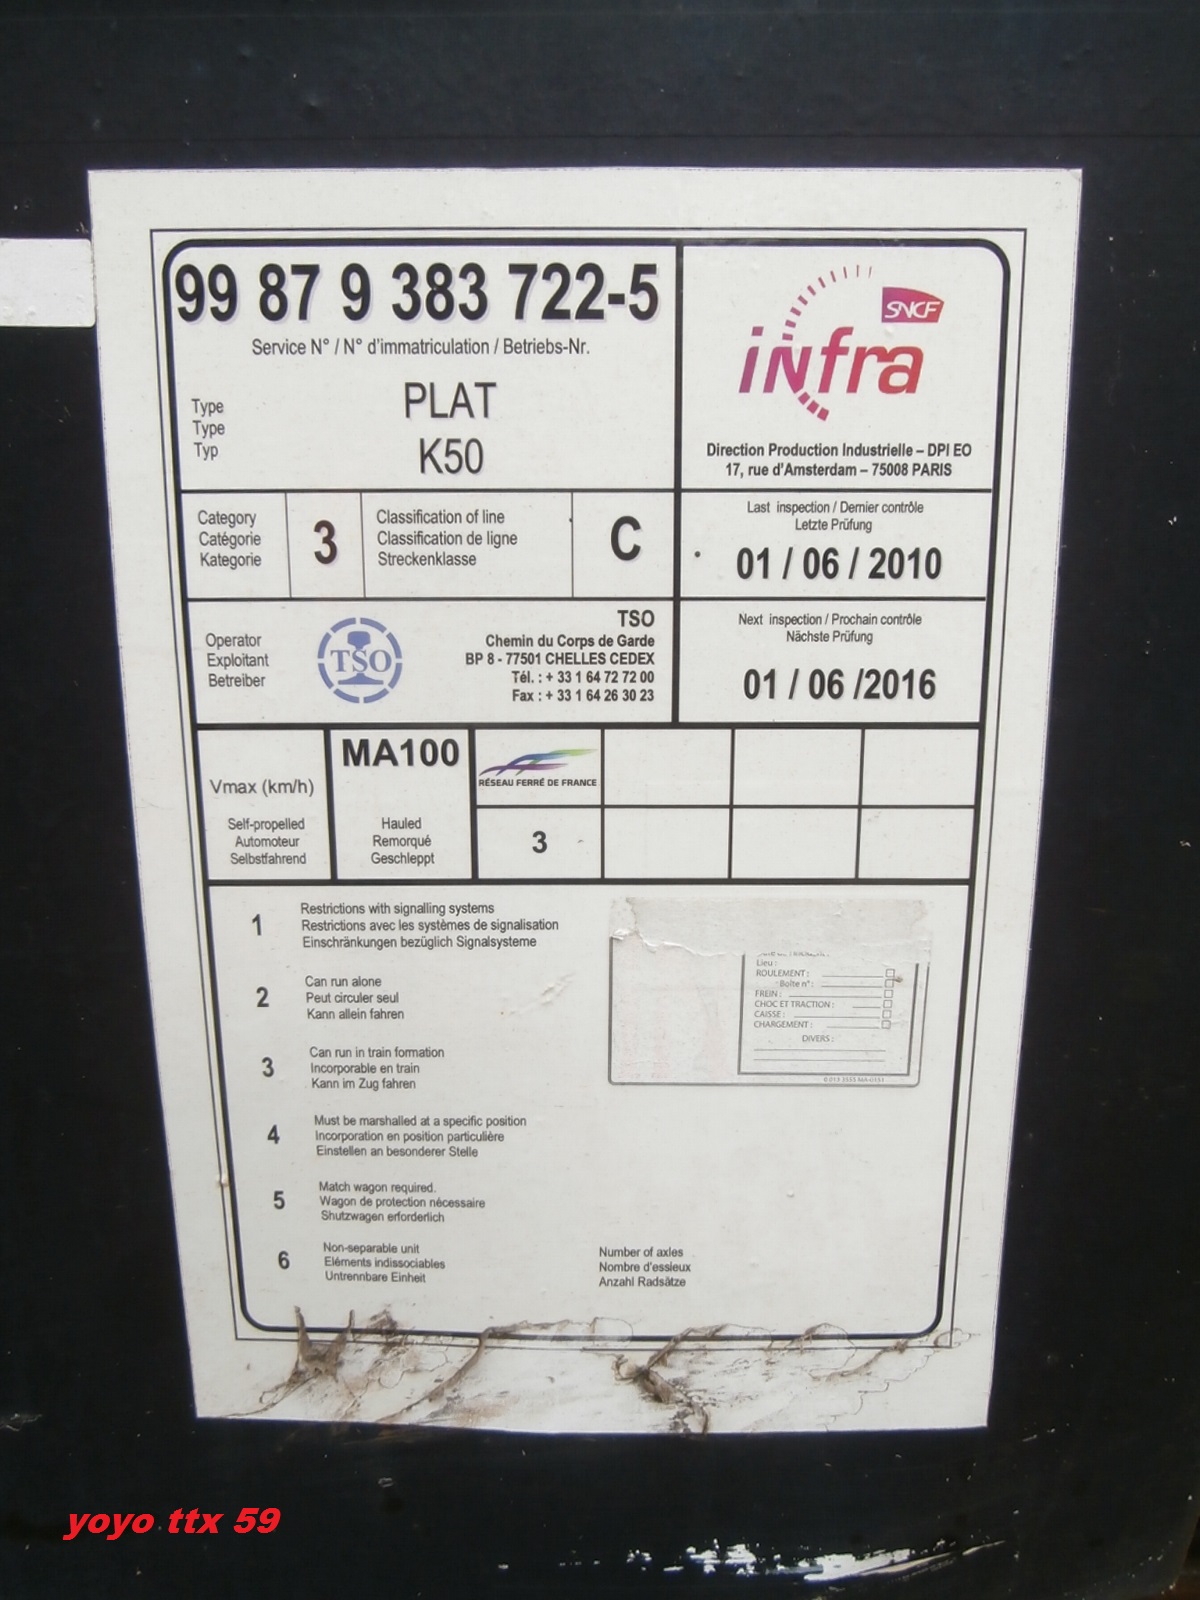 99 87 9 383 722-5
Service N° / N° d'immatriculation / Betriebs-Nr.
Type
Type
Typ
PLAT
K50
SNCF
infra
Direction Production Industrielle – DPI EO
17, rue d'Amsterdam – 75008 PARIS
Category
Catégorie
Kategorie
3
Classification of line
Classification de ligne
Streckenklasse
C
Last inspection / Dernier contrôle
Letzte Prüfung
01 / 06 / 2010
Operator
Exploitant
Betreiber
TSO
TSO
Chemin du Corps de Garde
BP 8 - 77501 CHELLES CEDEX
Tél. : + 33 1 64 72 72 00
Fax : + 33 1 64 26 30 23
Next inspection / Prochain contrôle
Nächste Prüfung
01 / 06 /2016
Vmax (km/h)
Self-propelled
Automoteur
Selbstfahrend
MA100
Hauled
Remorqué
Geschleppt
RÉSEAU FERRÉ DE FRANCE
3
1
Restrictions with signalling systems
Restrictions avec les systèmes de signalisation
Einschränkungen bezüglich Signalsysteme
2
Can run alone
Peut circuler seul
Kann allein fahren
3
Can run in train formation
Incorporable en train
Kann im Zug fahren
4
Must be marshalled at a specific position
Incorporation en position particulière
Einstellen an besonderer Stelle
5
Match wagon required.
Wagon de protection nécessaire
Shutzwagen erforderlich
6
Non-separable unit
Eléments indissociables
Untrennbare Einheit
Number of axles
Nombre d'essieux
Anzahl Radsätze
Lieu :
ROULEMENT :
Boîte n° :
FREIN :
CHOC ET TRACTION :
CAISSE :
CHARGEMENT :
DIVERS :
yoyo ttx 59